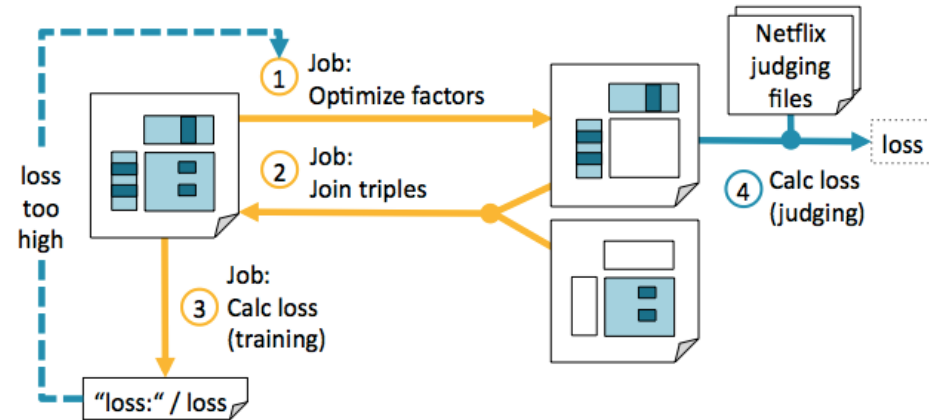 1
Job:
Optimize factors
2
Job:
Join triples
3
Job:
Calc loss
(training)
“loss:“ / loss
loss
too
high
Netflix
judging
files
loss
4
Calc loss
(judging)